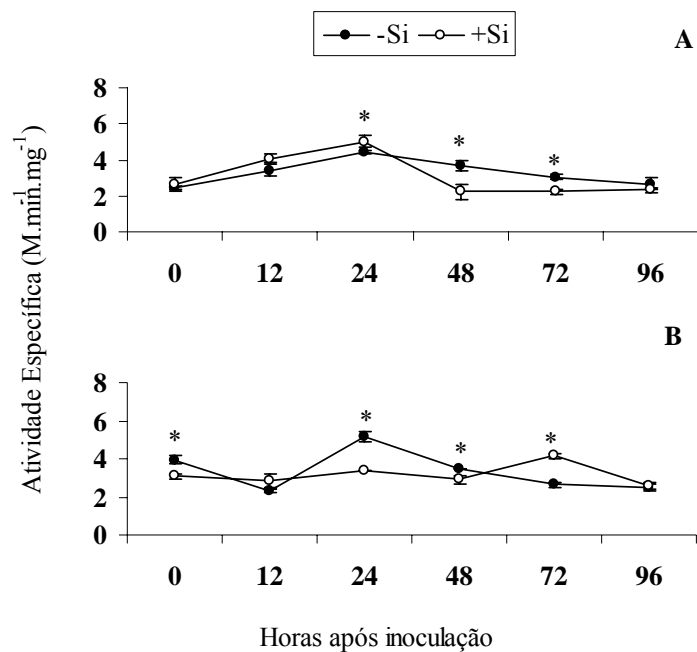 -Si +Si
A
Atividade Específica (M.min⁻¹.mg⁻¹)
8
6
4
2
0
* * *
0 12 24 48 72 96
B
8
6
4
2
0
* * * *
0 12 24 48 72 96
Horas após inoculação